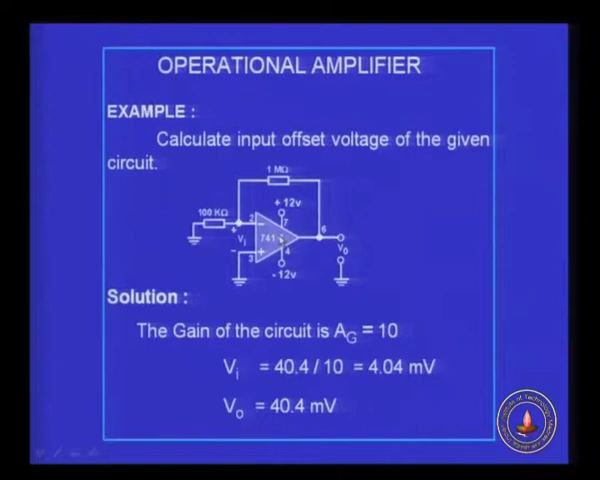 OPERATIONAL AMPLIFIER
EXAMPLE :
Calculate input offset voltage of the given
circuit.
1 MΩ
+ 12v
100 KΩ
2
7
6
+
Vi
-
741
-
+
3
4
Vo
- 12v
Solution :
The Gain of the circuit is AG = 10
Vi = 40.4 / 10 = 4.04 mV
Vo = 40.4 mV